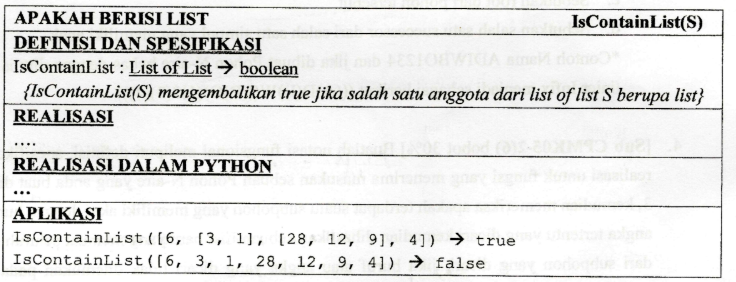 APAKAH BERISI LIST IsContainList(S)
DEFINISI DAN SPESIFIKASI
IsContainList : List of List → boolean
{IsContainList(S) mengembalikan true jika salah satu anggota dari list of list S berupa list}
REALISASI
....
REALISASI DALAM PYTHON
...
APLIKASI
IsContainList([6, [3, 1], [28, 12, 9], 4]) → true
IsContainList([6, 3, 1, 28, 12, 9, 4]) → false